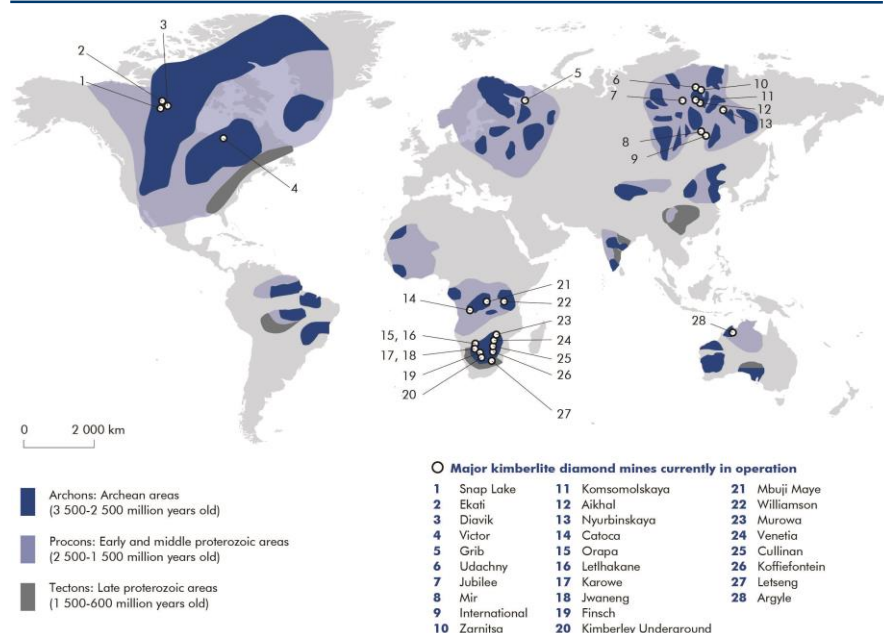 3
2
1
4
5
6
7
8
9
10
11
12
13
14
15, 16
17, 18
19
20
21
22
23
24
25
26
27
28
0 2 000 km
Archons: Archean areas
(3 500-2 500 million years old)
Procons: Early and middle proterozoic areas
(2 500-1 500 million years old)
Tectons: Late proterozoic areas
(1 500-600 million years old)
Major kimberlite diamond mines currently in operation
1 Snap Lake
2 Ekati
3 Diavik
4 Victor
5 Grib
6 Udachny
7 Jubilee
8 Mir
9 International
10 Zarnitsa
11 Komsomolskaya
12 Aikhal
13 Nyurbinskaya
14 Catoca
15 Orapa
16 Letlhakane
17 Karowe
18 Jwaneng
19 Finsch
20 Kimberley Underground
21 Mbuji Maye
22 Williamson
23 Murowa
24 Venetia
25 Cullinan
26 Koffiefontein
27 Letseng
28 Argyle